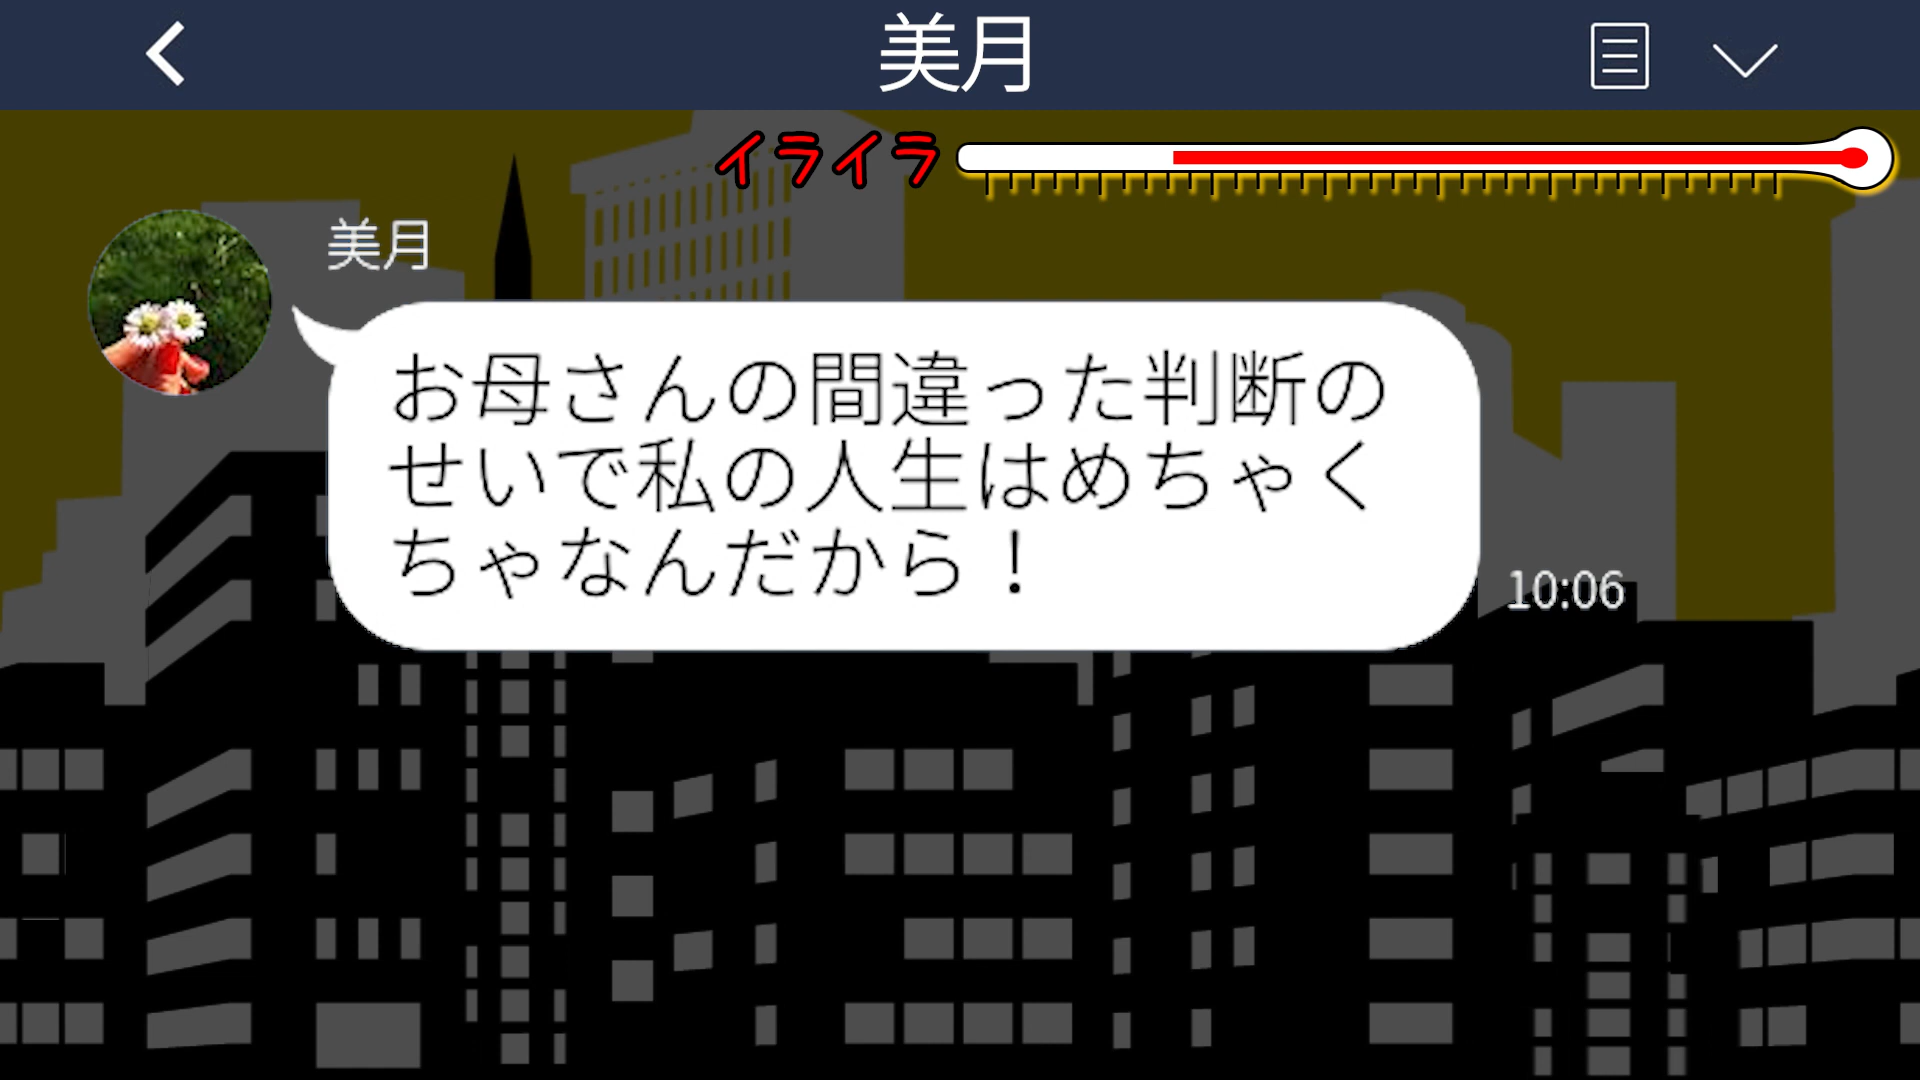 美月
イライラ
美月
お母さんの間違った判断の
せいで私の人生はめちゃく
ちゃなんだから！
10:06